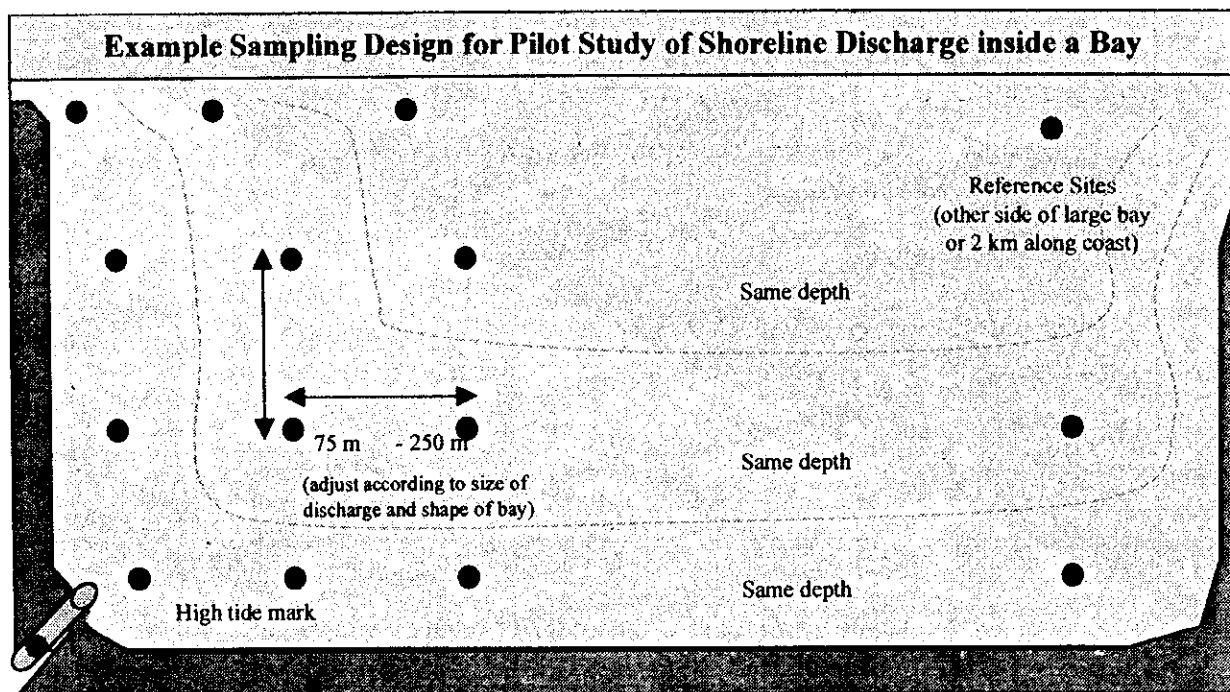 Example Sampling Design for Pilot Study of Shoreline Discharge inside a Bay
Reference Sites
(other side of large bay
or 2 km along coast)
Same depth
75 m - 250 m
(adjust according to size of
discharge and shape of bay)
Same depth
High tide mark
Same depth